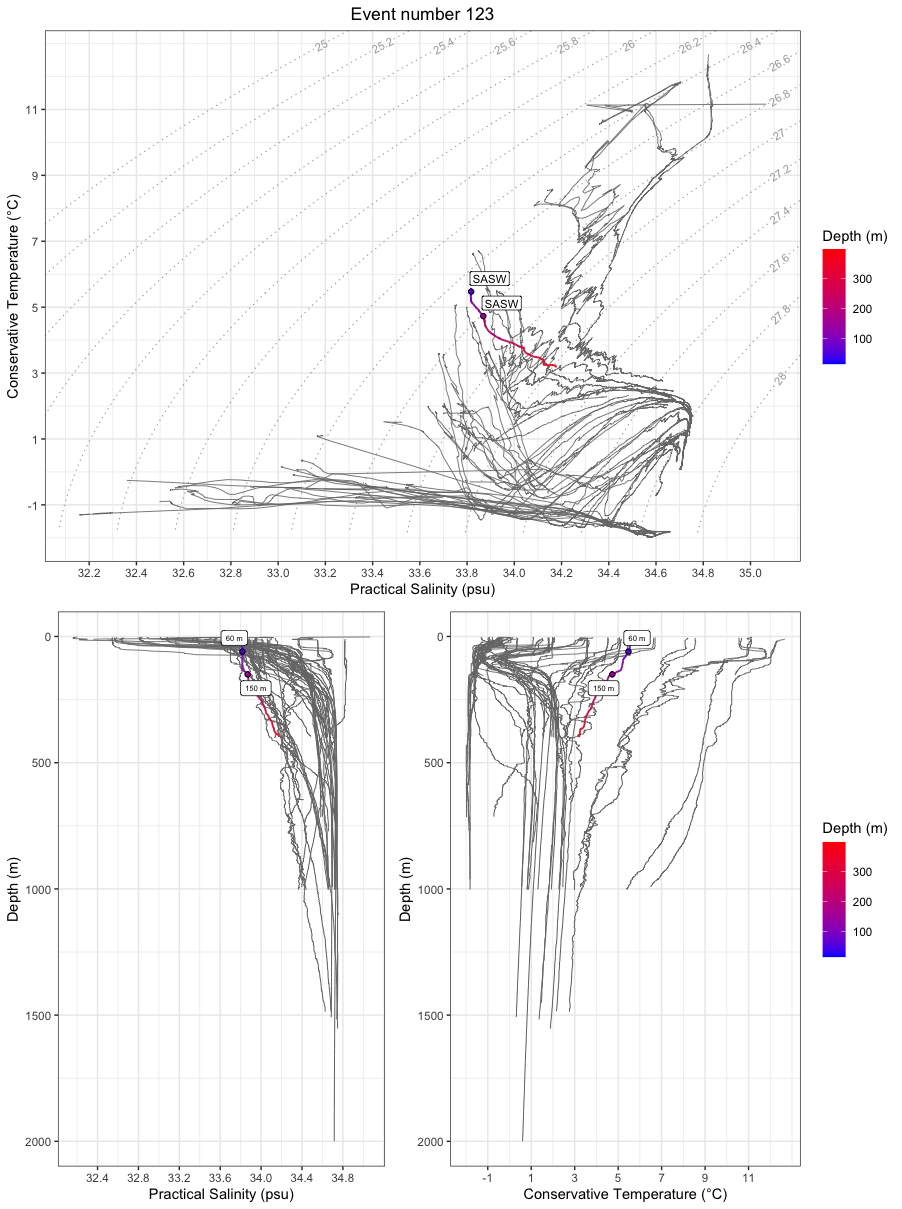 Event number 123
25
25.2
25.4
25.6
25.8
26
26.2
26.4
26.6
26.8
27
27.2
27.4
27.6
27.8
28
11
9
7
5
3
1
-1
Conservative Temperature (°C)
SASW
SASW
32.2 32.4 32.6 32.8 33.0 33.2 33.4 33.6 33.8 34.0 34.2 34.4 34.6 34.8 35.0
Practical Salinity (psu)
Depth (m)
300
200
100
0
500
1000
1500
2000
Depth (m)
60 m
150 m
32.4 32.8 33.2 33.6 34.0 34.4 34.8
Practical Salinity (psu)
0
500
1000
1500
2000
Depth (m)
60 m
150 m
-1 1 3 5 7 9 11
Conservative Temperature (°C)
Depth (m)
300
200
100